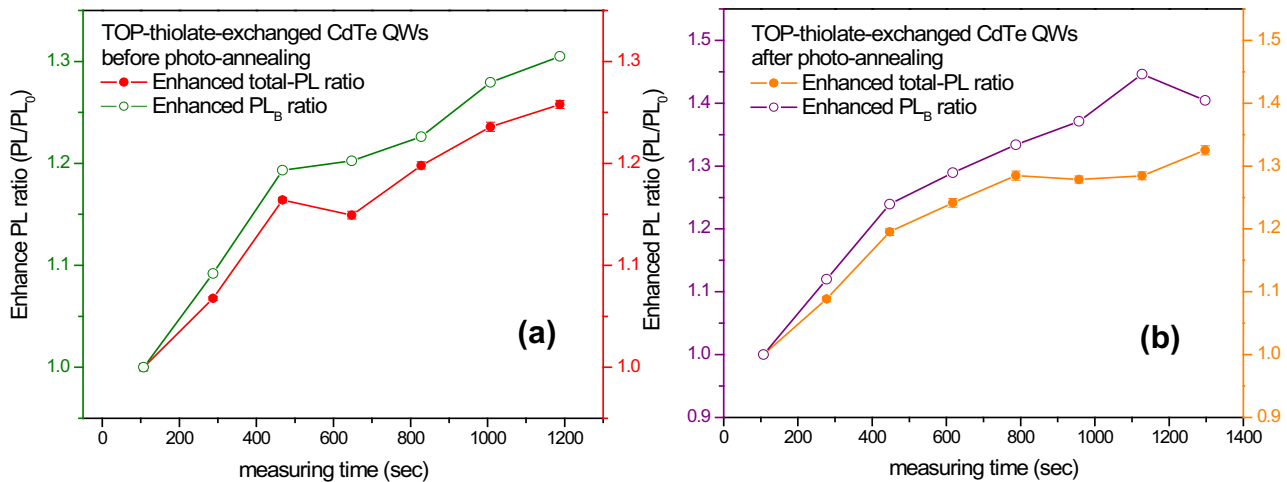 TOP-thiolate-exchanged CdTe QWs
before photo-annealing
Enhanced total-PL ratio
Enhanced PL_B ratio
(a)
Enhance PL ratio (PL/PL_0)
1.3
1.2
1.1
1.0
1.3
1.2
1.1
1.0
0 200 400 600 800 1000 1200
measuring time (sec)
TOP-thiolate-exchanged CdTe QWs
after photo-annealing
Enhanced total-PL ratio
Enhanced PL_B ratio
(b)
Enhanced PL ratio (PL/PL_0)
1.5
1.4
1.3
1.2
1.1
1.0
0.9
1.5
1.4
1.3
1.2
1.1
1.0
0.9
0 200 400 600 800 1000 1200 1400
measuring time (sec)